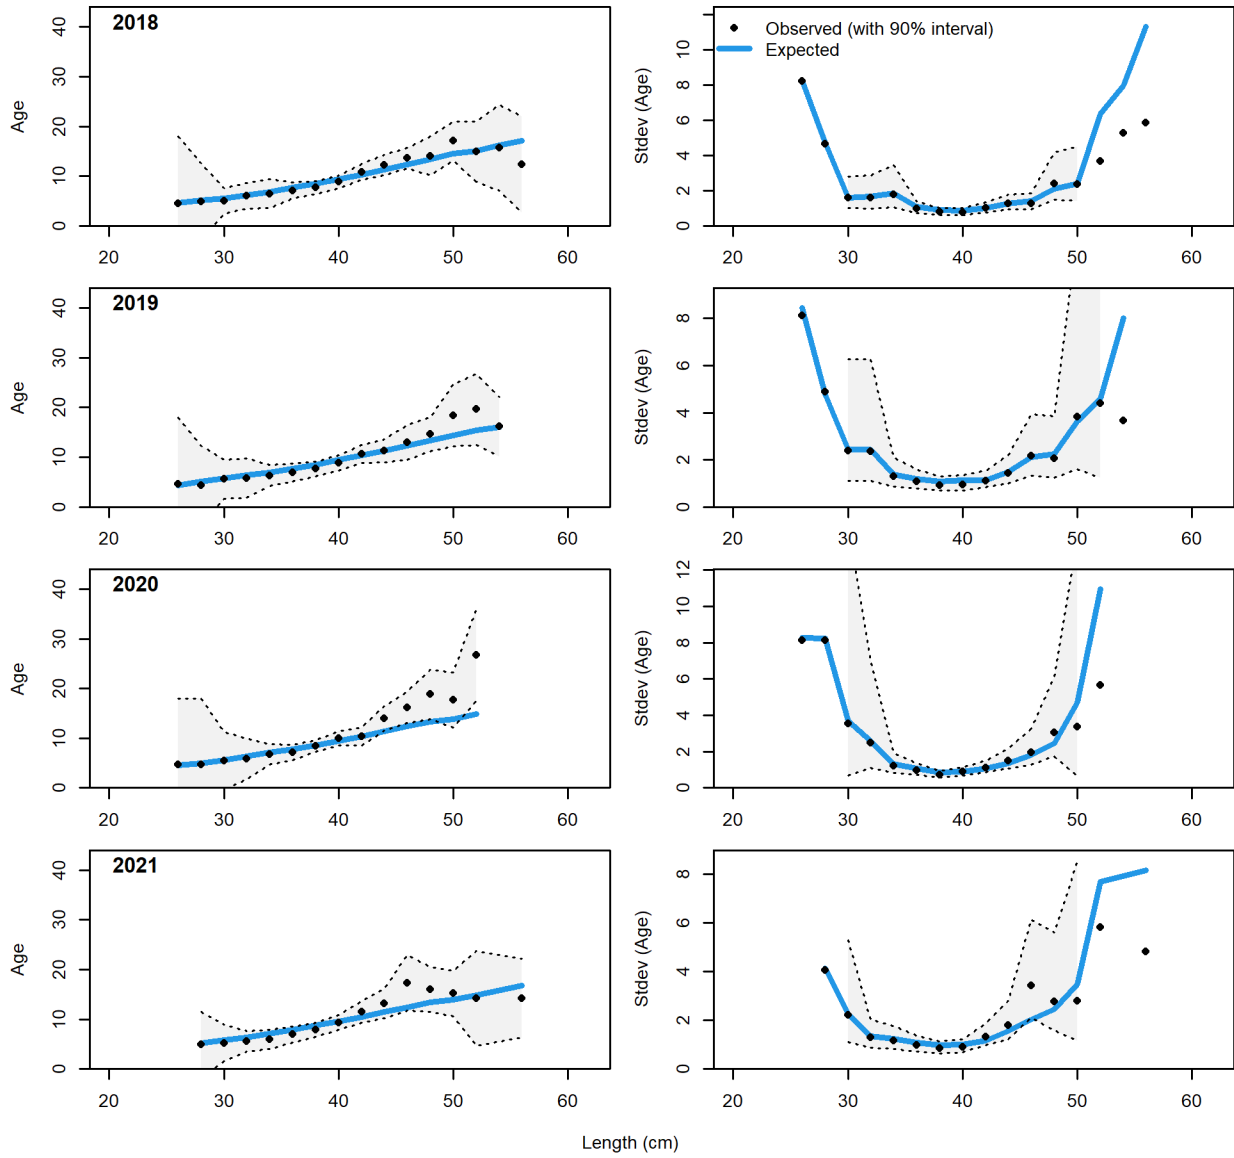 2018
Age
0 10 20 30 40
20 30 40 50 60
Observed (with 90% interval)
Expected
Stdev (Age)
0 2 4 6 8 10
20 30 40 50 60
2019
Age
0 10 20 30 40
20 30 40 50 60
Stdev (Age)
0 2 4 6 8
20 30 40 50 60
2020
Age
0 10 20 30 40
20 30 40 50 60
Stdev (Age)
0 2 4 6 8 10 12
20 30 40 50 60
2021
Age
0 10 20 30 40
20 30 40 50 60
Stdev (Age)
0 2 4 6 8
20 30 40 50 60
Length (cm)